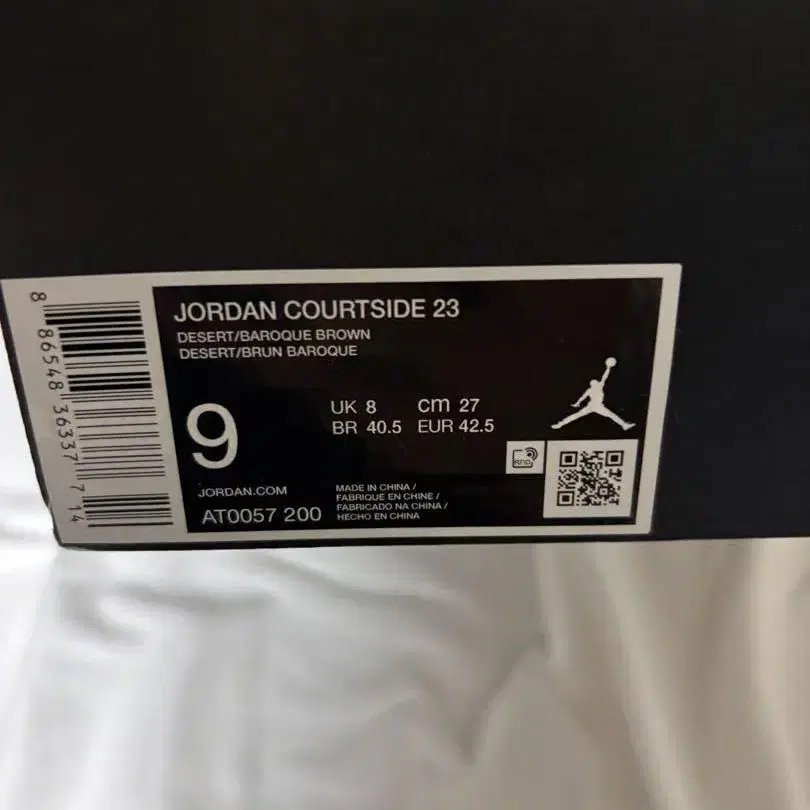 JORDAN COURTSIDE 23
DESERT/BAROQUE BROWN
DESERT/BRUN BAROQUE
9
UK 8 cm 27
BR 40.5 EUR 42.5
JORDAN.COM
AT0057 200
MADE IN CHINA /
FABRIQUE EN CHINE /
FABRICADO NA CHINA /
HECHO EN CHINA
RFID
8 86548 36337 7 14